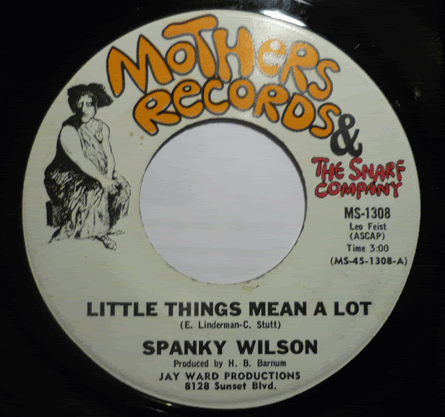 MOTHERS
RECORDS
&
THE SNARF
COMPANY
MS-1308
Leo Feist
(ASCAP)
Time 3:00
(MS-45-1308-A)
LITTLE THINGS MEAN A LOT
(E. Linderman-C. Stutt)
SPANKY WILSON
Produced by H. B. Barnum
JAY WARD PRODUCTIONS
8128 Sunset Blvd.